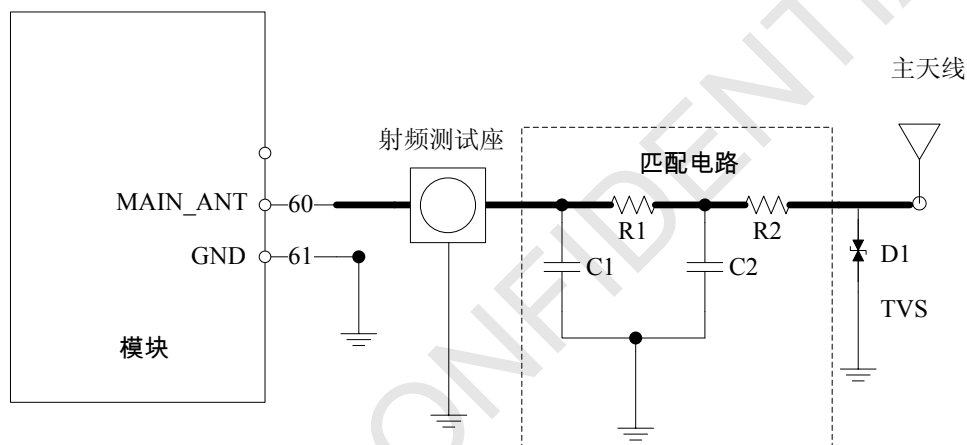 主天线
射频测试座
匹配电路
MAIN_ANT
60
R1
R2
GND
61
C1
C2
D1
TVS
模块
CONFIDENTI